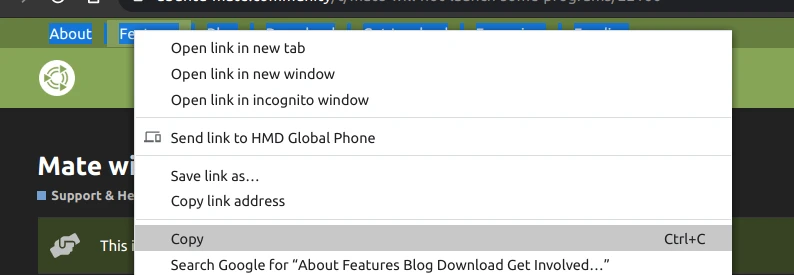 About
Open link in new tab
Open link in new window
Open link in incognito window
Send link to HMD Global Phone
Mate wi
Save link as…
Support & He
Copy link address
This i
Copy Ctrl+C
Search Google for “About Features Blog Download Get Involved…”